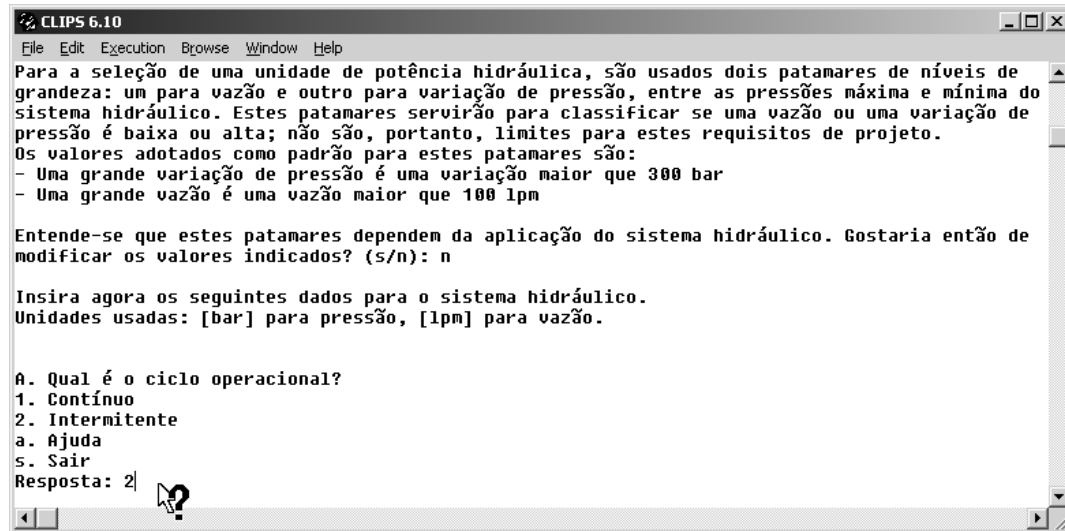 CLIPS 6.10
File Edit Execution Browse Window Help
Para a seleção de uma unidade de potência hidráulica, são usados dois patamares de níveis de
grandeza: um para vazão e outro para variação de pressão, entre as pressões máxima e mínima do
sistema hidráulico. Estes patamares servirão para classificar se uma vazão ou uma variação de
pressão é baixa ou alta; não são, portanto, limites para estes requisitos de projeto.
Os valores adotados como padrão para estes patamares são:
- Uma grande variação de pressão é uma variação maior que 300 bar
- Uma grande vazão é uma vazão maior que 100 lpm
Entende-se que estes patamares dependem da aplicação do sistema hidráulico. Gostaria então de
modificar os valores indicados? (s/n): n
Insira agora os seguintes dados para o sistema hidráulico.
Unidades usadas: [bar] para pressão, [lpm] para vazão.
A. Qual é o ciclo operacional?
1. Contínuo
2. Intermitente
a. Ajuda
s. Sair
Resposta: 2